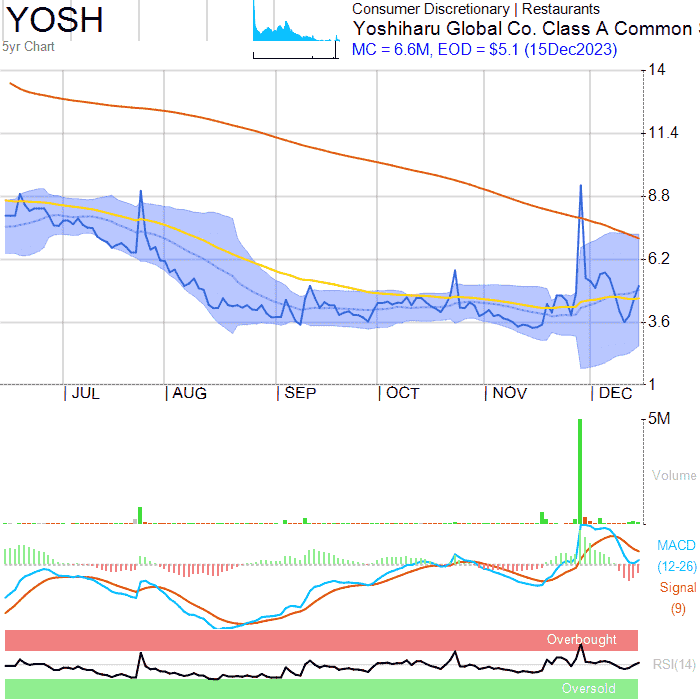 YOSH
5yr Chart
Consumer Discretionary | Restaurants
Yoshiharu Global Co. Class A Common
MC = 6.6M, EOD = $5.1 (15Dec2023)
14
11.4
8.8
6.2
3.6
1
JUL
AUG
SEP
OCT
NOV
DEC
5M
Volume
MACD
(12-26)
Signal
(9)
Overbought
RSI(14)
Oversold